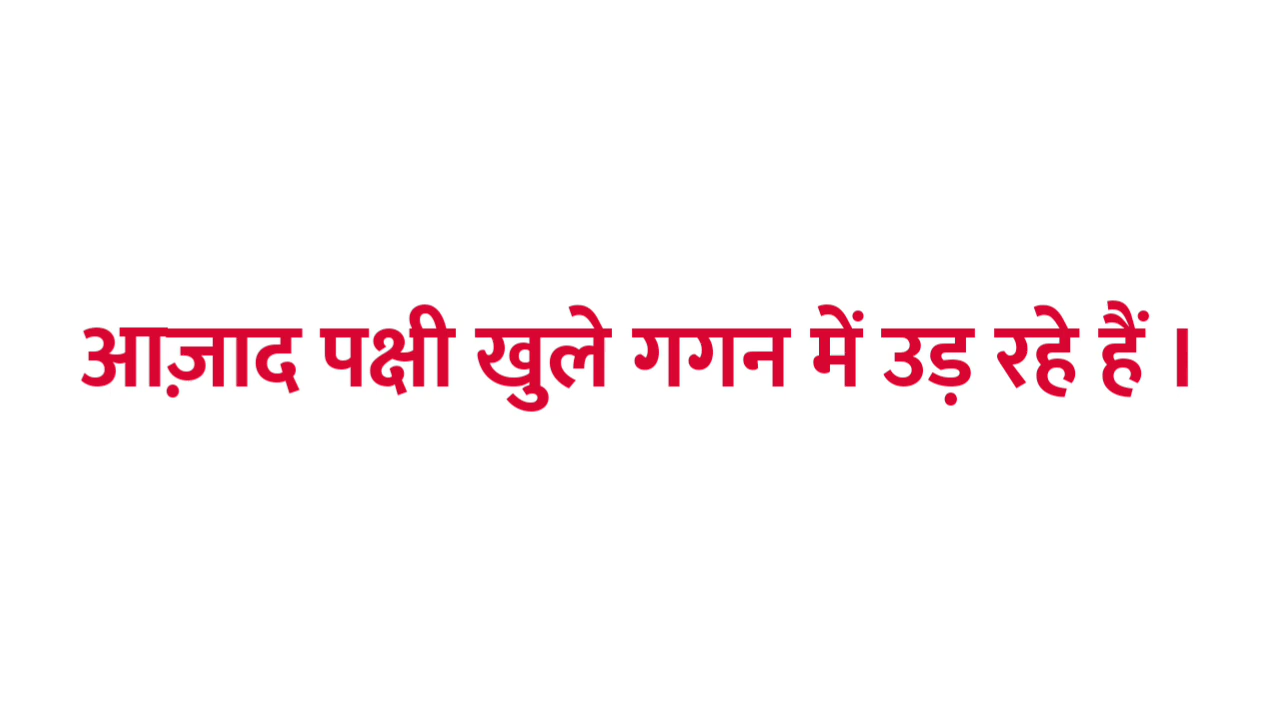 आज़ाद पक्षी खुले गगन में उड़ रहे हैं ।